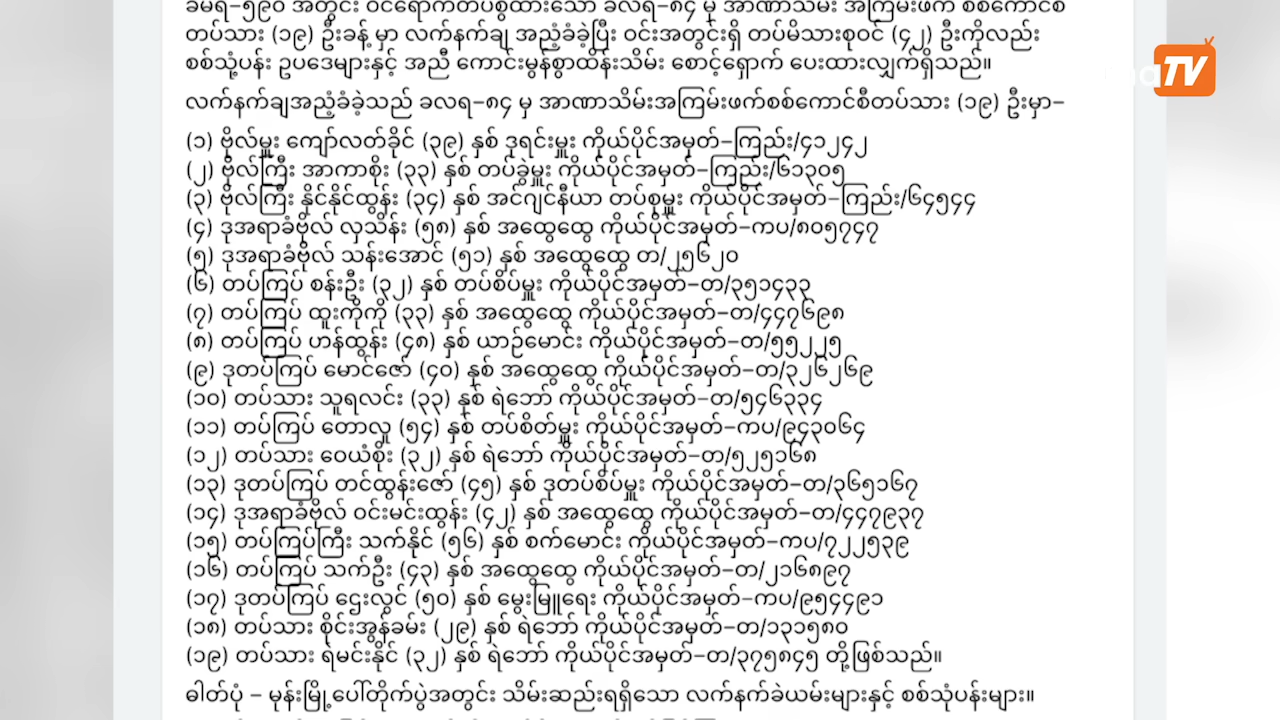 ခမရ–၅၉၀ အတွင်း ဝင်ရောက်တပ်စွဲထားသော ခလရ–၈၄ မှ အာဏာသိမ်း အကြမ်းဖက် စစ်ကောင်စီ
တပ်သား (၁၉) ဦးခန့် မှာ လက်နက်ချ အညံ့ခံခဲ့ပြီး ဝင်းအတွင်းရှိ တပ်မိသားစုဝင် (၄၂) ဦးကိုလည်း
စစ်သုံ့ပန်း ဥပဒေများနှင့် အညီ ကောင်းမွန်စွာထိန်းသိမ်း စောင့်ရှောက် ပေးထားလျှက်ရှိသည်။
လက်နက်ချအညံ့ခံခဲ့သည် ခလရ–၈၄ မှ အာဏာသိမ်းအကြမ်းဖက်စစ်ကောင်စီတပ်သား (၁၉) ဦးမှာ–
(၁) ဗိုလ်မှူး ကျော်လတ်ခိုင် (၃၉) နှစ် ဒုရင်းမှူး ကိုယ်ပိုင်အမှတ်–ကြည်း/၄၁၂၄၂
(၂) ဗိုလ်ကြီး အာကာစိုး (၃၃) နှစ် တပ်ခွဲမှူး ကိုယ်ပိုင်အမှတ်–ကြည်း/၆၁၃၀၅
(၃) ဗိုလ်ကြီး နိုင်နိုင်ထွန်း (၃၄) နှစ် အင်ဂျင်နီယာ တပ်စုမှူး ကိုယ်ပိုင်အမှတ်–ကြည်း/၆၄၅၄၄
(၄) ဒုအရာခံဗိုလ် လှသိန်း (၅၈) နှစ် အထွေထွေ ကိုယ်ပိုင်အမှတ်–ကပ/၈၀၅၇၄၇
(၅) ဒုအရာခံဗိုလ် သန်းအောင် (၅၁) နှစ် အထွေထွေ တ/၂၅၆၂၀
(၆) တပ်ကြပ် စန်းဦး (၃၂) နှစ် တပ်စိပ်မှူး ကိုယ်ပိုင်အမှတ်–တ/၃၅၁၄၃၃
(၇) တပ်ကြပ် ထူးကိုကို (၃၃) နှစ် အထွေထွေ ကိုယ်ပိုင်အမှတ်–တ/၄၄၇၆၉၈
(၈) တပ်ကြပ် ဟန်ထွန်း (၄၈) နှစ် ယာဉ်မောင်း ကိုယ်ပိုင်အမှတ်–တ/၅၅၂၂၅
(၉) ဒုတပ်ကြပ် မောင်ဇော် (၄၀) နှစ် အထွေထွေ ကိုယ်ပိုင်အမှတ်–တ/၃၂၆၂၆၉
(၁၀) တပ်သား သူရလင်း (၃၃) နှစ် ရဲဘော် ကိုယ်ပိုင်အမှတ်–တ/၅၄၆၃၃၄
(၁၁) တပ်ကြပ် တောလူ (၅၄) နှစ် တပ်စိတ်မှူး ကိုယ်ပိုင်အမှတ်–ကပ/၉၄၃၀၆၄
(၁၂) တပ်သား ဝေယံစိုး (၃၂) နှစ် ရဲဘော် ကိုယ်ပိုင်အမှတ်–တ/၅၂၅၁၆၈
(၁၃) ဒုတပ်ကြပ် တင်ထွန်းဇော် (၄၅) နှစ် ဒုတပ်စိပ်မှူး ကိုယ်ပိုင်အမှတ်–တ/၃၆၅၁၆၇
(၁၄) ဒုအရာခံဗိုလ် ဝင်းမင်းထွန်း (၄၂) နှစ် အထွေထွေ ကိုယ်ပိုင်အမှတ်–တ/၄၄၇၉၃၇
(၁၅) တပ်ကြပ်ကြီး သက်နိုင် (၅၆) နှစ် စက်မောင်း ကိုယ်ပိုင်အမှတ်–ကပ/၇၂၂၅၃၉
(၁၆) တပ်ကြပ် သက်ဦး (၄၃) နှစ် အထွေထွေ ကိုယ်ပိုင်အမှတ်–တ/၂၁၆၈၉၇
(၁၇) ဒုတပ်ကြပ် ဌေးလွင် (၅၀) နှစ် မွေးမြူရေး ကိုယ်ပိုင်အမှတ်–ကပ/၉၅၄၄၉၁
(၁၈) တပ်သား စိုင်းအွန်ခမ်း (၂၉) နှစ် ရဲဘော် ကိုယ်ပိုင်အမှတ်–တ/၁၃၁၅၈၀
(၁၉) တပ်သား ရဲမင်းနိုင် (၃၂) နှစ် ရဲဘော် ကိုယ်ပိုင်အမှတ်–တ/၃၇၅၈၄၅ တို့ဖြစ်သည်။
ဓါတ်ပုံ – မုန်းမြို့ပေါ်တိုက်ပွဲအတွင်း သိမ်းဆည်းရရှိသော လက်နက်ခဲယမ်းများနှင့် စစ်သုံ့ပန်းများ။
TV